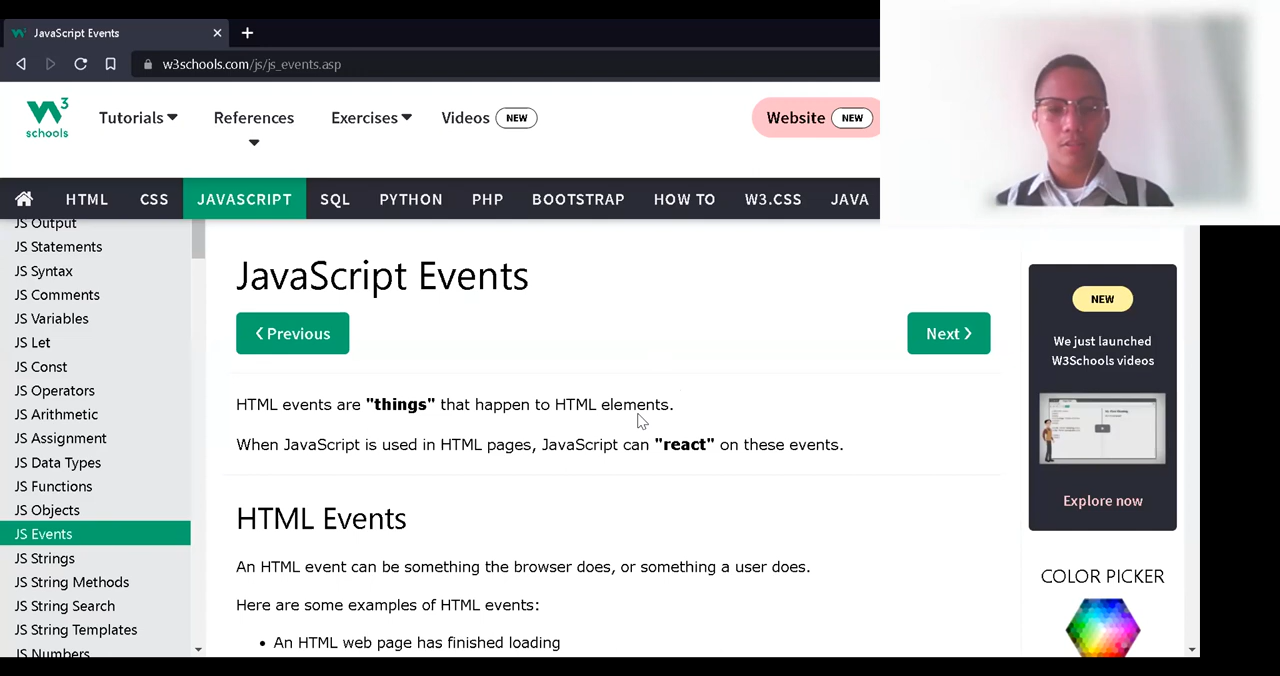 JavaScript Events
w3schools.com/js/js_events.asp
W3 schools
Tutorials
References
Exercises
Videos NEW
Website NEW
HTML CSS JAVASCRIPT SQL PYTHON PHP BOOTSTRAP HOW TO W3.CSS JAVA
JS Output
JS Statements
JS Syntax
JS Comments
JS Variables
JS Let
JS Const
JS Operators
JS Arithmetic
JS Assignment
JS Data Types
JS Functions
JS Objects
JS Events
JS Strings
JS String Methods
JS String Search
JS String Templates
JS Numbers
JavaScript Events
❮ Previous
Next ❯
HTML events are "things" that happen to HTML elements.
When JavaScript is used in HTML pages, JavaScript can "react" on these events.
HTML Events
An HTML event can be something the browser does, or something a user does.
Here are some examples of HTML events:
• An HTML web page has finished loading
NEW
We just launched
W3Schools videos
Explore now
COLOR PICKER